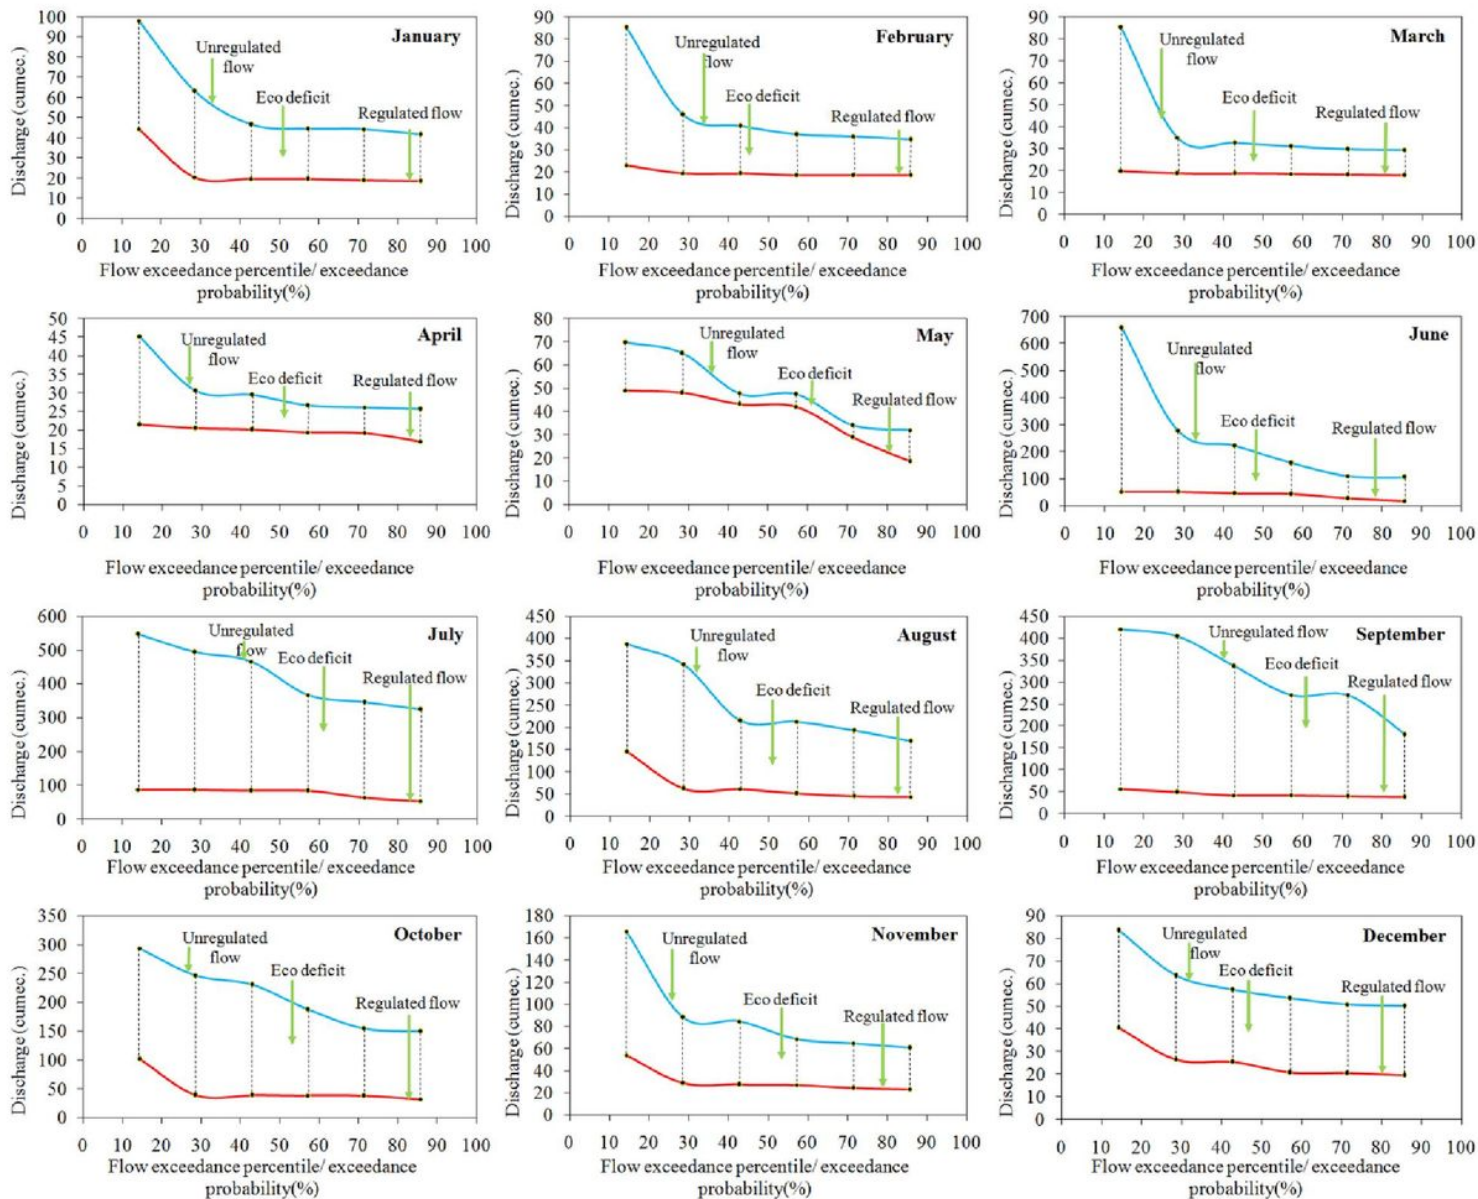 January
Discharge (cumec.)
100
90
80
70
60
50
40
30
20
10
0
Unregulated
flow
Eco deficit
Regulated flow
0 10 20 30 40 50 60 70 80 90 100
Flow exceedance percentile/ exceedance
probability(%)
February
Discharge (cumec.)
90
80
70
60
50
40
30
20
10
0
Unregulated
flow
Eco deficit
Regulated flow
0 10 20 30 40 50 60 70 80 90 100
Flow exceedance percentile/ exceedance
probability(%)
March
Discharge (cumec.)
90
80
70
60
50
40
30
20
10
0
Unregulated
flow
Eco deficit
Regulated flow
0 10 20 30 40 50 60 70 80 90 100
Flow exceedance percentile/ exceedance
probability(%)
April
Discharge (cumec.)
50
45
40
35
30
25
20
15
10
5
0
Unregulated
flow
Eco deficit
Regulated flow
0 10 20 30 40 50 60 70 80 90 100
Flow exceedance percentile/ exceedance
probability(%)
May
Discharge (cumec.)
80
70
60
50
40
30
20
10
0
Unregulated
flow
Eco deficit
Regulated flow
0 10 20 30 40 50 60 70 80 90 100
Flow exceedance percentile/ exceedance
probability(%)
June
Discharge (cumec.)
700
600
500
400
300
200
100
0
Unregulated
flow
Eco deficit
Regulated flow
0 10 20 30 40 50 60 70 80 90 100
Flow exceedance percentile/ exceedance
probability(%)
July
Discharge (cumec.)
600
500
400
300
200
100
0
Unregulated
flow
Eco deficit
Regulated flow
0 10 20 30 40 50 60 70 80 90 100
Flow exceedance percentile/ exceedance
probability(%)
August
Discharge (cumec.)
450
400
350
300
250
200
150
100
50
0
Unregulated
flow
Eco deficit
Regulated flow
0 10 20 30 40 50 60 70 80 90 100
Flow exceedance percentile/ exceedance
probability(%)
September
Discharge (cumec.)
450
400
350
300
250
200
150
100
50
0
Unregulated flow
Eco deficit
Regulated flow
0 10 20 30 40 50 60 70 80 90 100
Flow exceedance percentile/ exceedance
probability(%)
October
Discharge (cumec.)
350
300
250
200
150
100
50
0
Unregulated
flow
Eco deficit
Regulated flow
0 10 20 30 40 50 60 70 80 90 100
Flow exceedance percentile/ exceedance
probability(%)
November
Discharge (cumec.)
180
160
140
120
100
80
60
40
20
0
Unregulated
flow
Eco deficit
Regulated flow
0 10 20 30 40 50 60 70 80 90 100
Flow exceedance percentile/ exceedance
probability(%)
December
Discharge (cumec.)
90
80
70
60
50
40
30
20
10
0
Unregulated
flow
Eco deficit
Regulated flow
0 10 20 30 40 50 60 70 80 90 100
Flow exceedance percentile/ exceedance
probability(%)